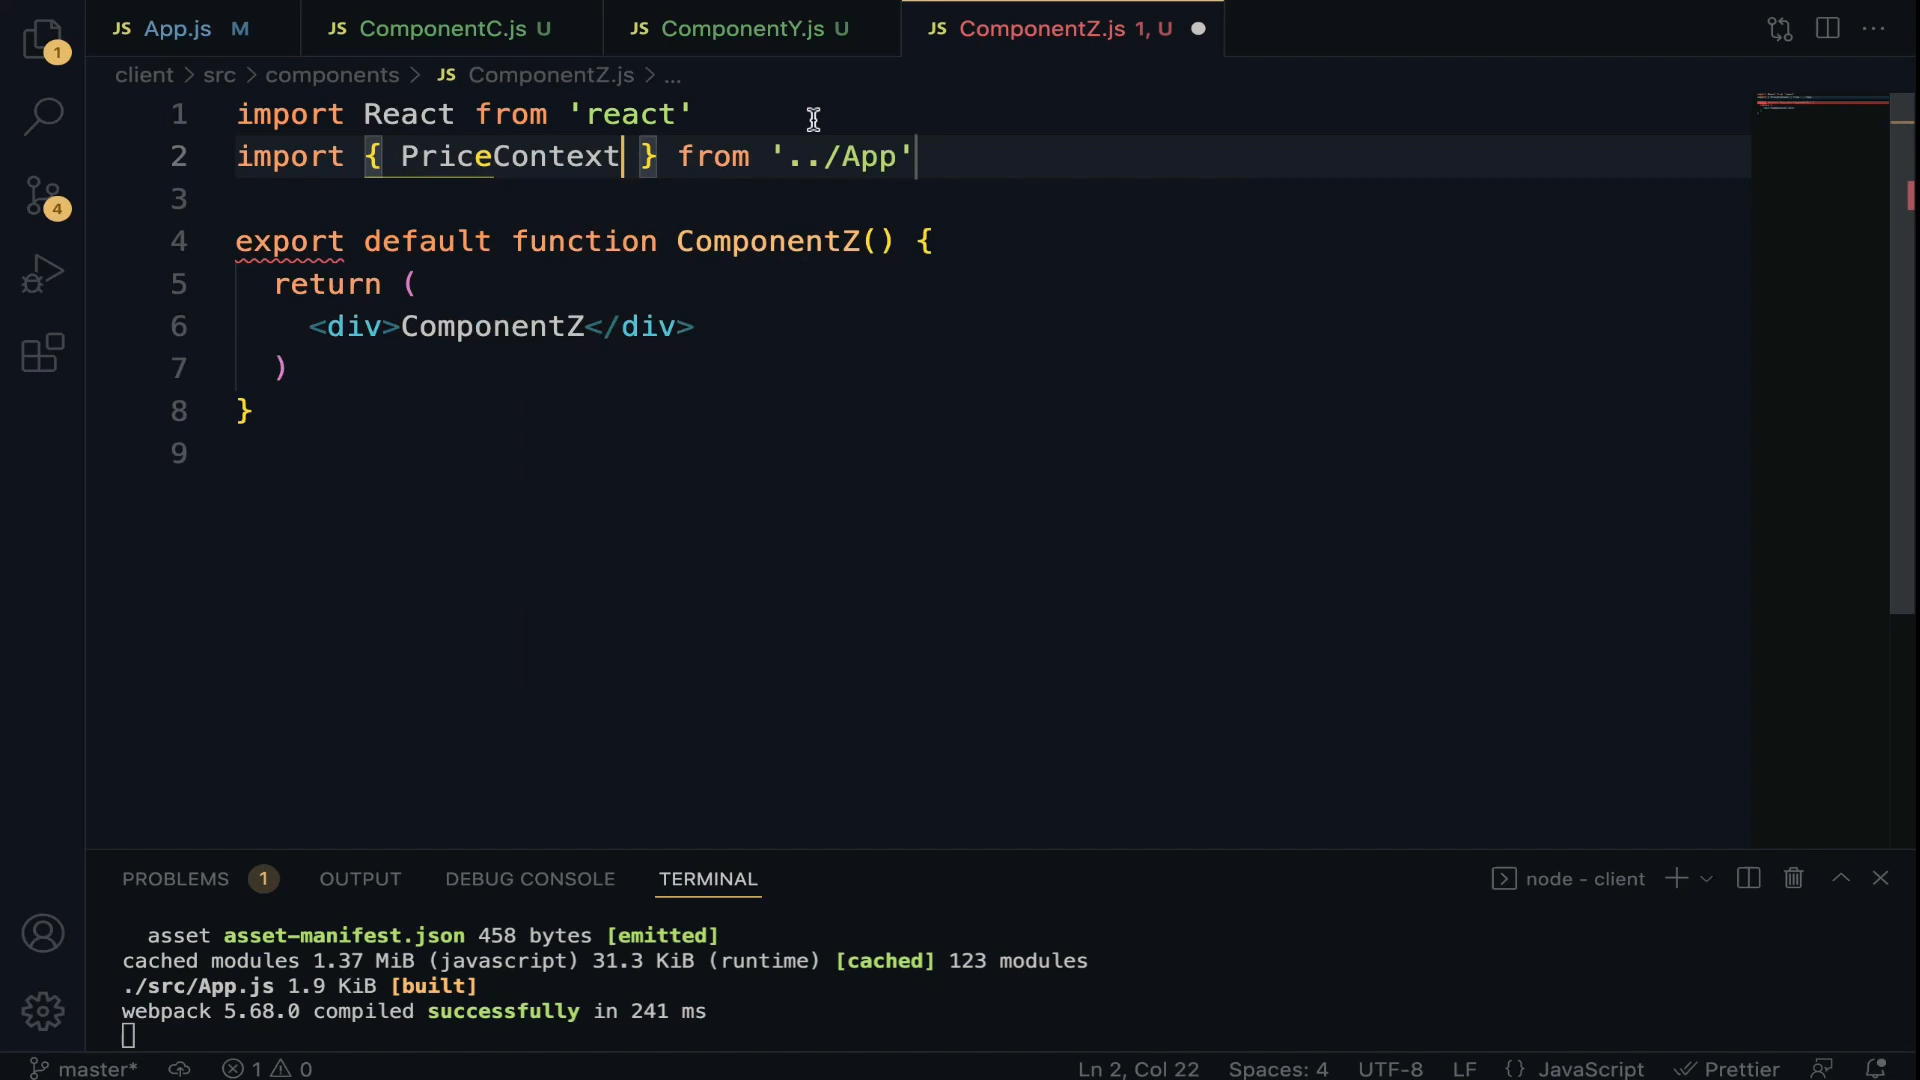 JS App.js M JS ComponentC.js U JS ComponentY.js U JS ComponentZ.js 1, U
1
client > src > components > JS ComponentZ.js > ...
1 import React from 'react'
2 import { PriceContext } from '../App'
3
4 export default function ComponentZ() {
5 return (
6 <div>ComponentZ</div>
7 )
8 }
9
4
PROBLEMS 1 OUTPUT DEBUG CONSOLE TERMINAL node - client
asset asset-manifest.json 458 bytes [emitted]
cached modules 1.37 MiB (javascript) 31.3 KiB (runtime) [cached] 123 modules
./src/App.js 1.9 KiB [built]
webpack 5.68.0 compiled successfully in 241 ms
master* 1 0 Ln 2, Col 22 Spaces: 4 UTF-8 LF {} JavaScript Prettier